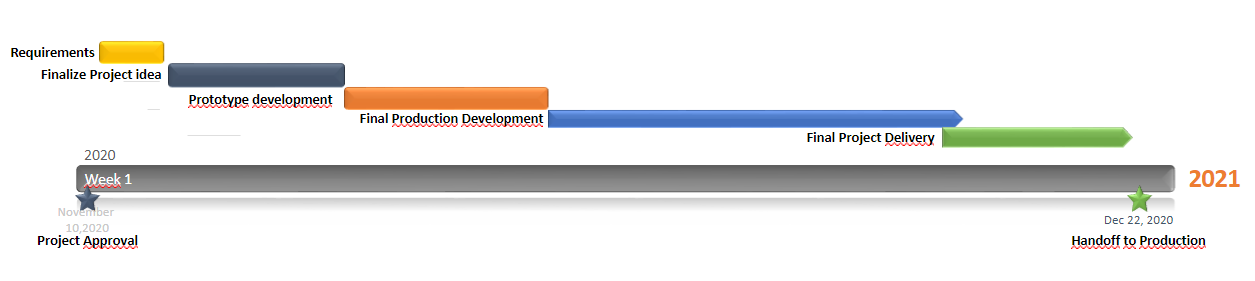 Requirements
Finalize Project idea
Prototype development
Final Production Development
Final Project Delivery
2020
Week 1
2021
November
10,2020
Dec 22, 2020
Project Approval
Handoff to Production